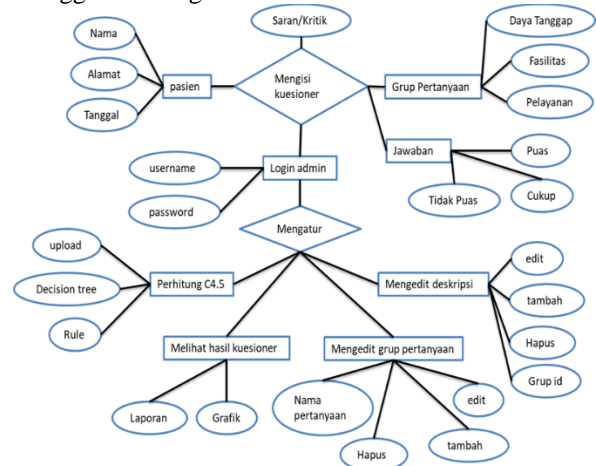 Saran/Kritik
Daya Tanggap
Nama
Fasilitas
Alamat
pasien
Mengisi
kuesioner
Grup Pertanyaan
Pelayanan
Tanggal
Jawaban
Puas
username
Login admin
Tidak Puas
Cukup
password
Mengatur
upload
edit
Decision tree
Perhitung C4.5
Mengedit deskripsi
tambah
Rule
Melihat hasil kuesioner
Mengedit grup pertanyaan
Hapus
Grup id
Laporan
Grafik
Nama
pertanyaan
edit
Hapus
tambah